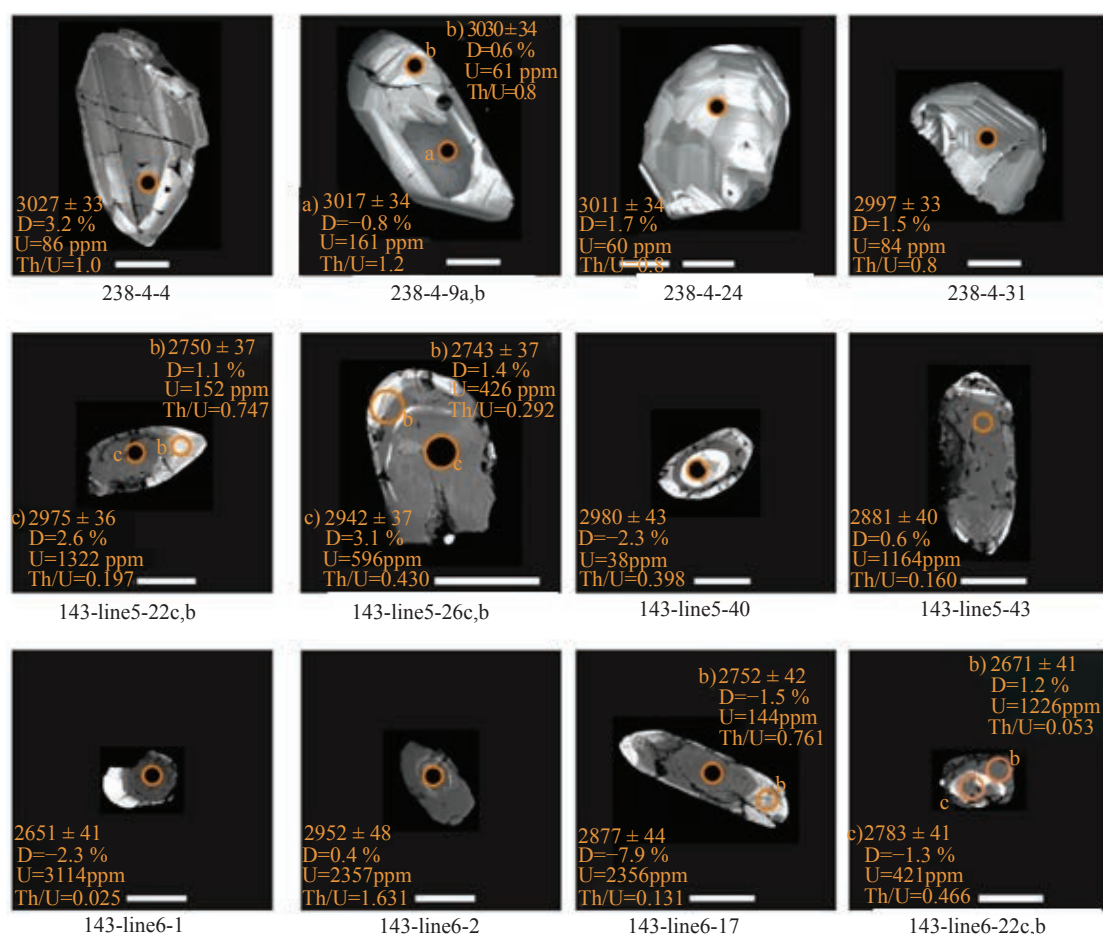 b) 3030±34
D=0.6 %
U=61 ppm
Th/U=0.8
b
a
3027 ± 33
D=3.2 %
U=86 ppm
Th/U=1.0
a) 3017 ± 34
D=−0.8 %
U=161 ppm
Th/U=1.2
3011 ± 34
D=1.7 %
U=60 ppm
Th/U=0.8
2997 ± 33
D=1.5 %
U=84 ppm
Th/U=0.8
238-4-4
238-4-9a,b
238-4-24
238-4-31
b) 2750 ± 37
D=1.1 %
U=152 ppm
Th/U=0.747
c
b
c) 2975 ± 36
D=2.6 %
U=1322 ppm
Th/U=0.197
b) 2743 ± 37
D=1.4 %
U=426 ppm
Th/U=0.292
b
c
c) 2942 ± 37
D=3.1 %
U=596ppm
Th/U=0.430
2980 ± 43
D=−2.3 %
U=38ppm
Th/U=0.398
2881 ± 40
D=0.6 %
U=1164ppm
Th/U=0.160
143-line5-22c,b
143-line5-26c,b
143-line5-40
143-line5-43
2651 ± 41
D=−2.3 %
U=3114ppm
Th/U=0.025
2952 ± 48
D=0.4 %
U=2357ppm
Th/U=1.631
b) 2752 ± 42
D=−1.5 %
U=144ppm
Th/U=0.761
b
2877 ± 44
D=−7.9 %
U=2356ppm
Th/U=0.131
b) 2671 ± 41
D=1.2 %
U=1226ppm
Th/U=0.053
b
c
c) 2783 ± 41
D=−1.3 %
U=421ppm
Th/U=0.466
143-line6-1
143-line6-2
143-line6-17
143-line6-22c,b